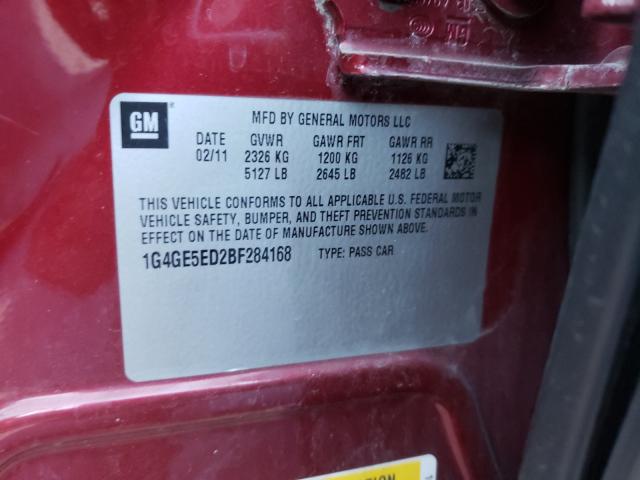 GM
MFD BY GENERAL MOTORS LLC
DATE GVWR GAWR FRT GAWR RR
02/11 2326 KG 1200 KG 1126 KG
5127 LB 2645 LB 2482 LB
THIS VEHICLE CONFORMS TO ALL APPLICABLE U.S. FEDERAL MOTOR
VEHICLE SAFETY, BUMPER, AND THEFT PREVENTION STANDARDS IN
EFFECT ON THE DATE OF MANUFACTURE SHOWN ABOVE.
1G4GE5ED2BF284168 TYPE: PASS CAR